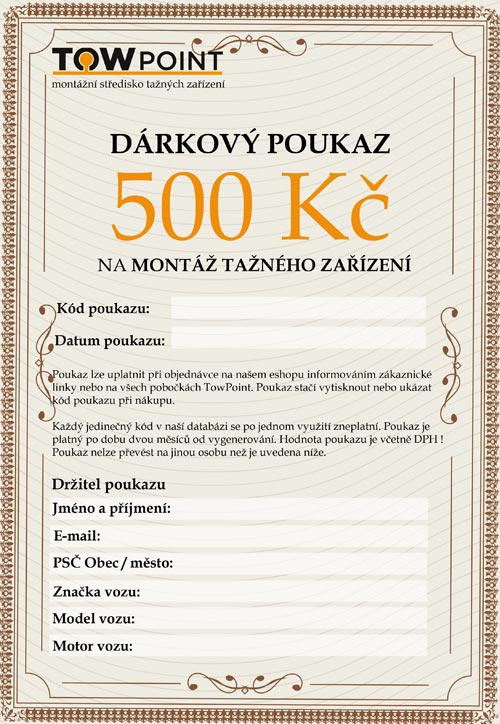 TOWPOINT
montážní středisko tažných zařízení
DÁRKOVÝ POUKAZ
500 Kč
NA MONTÁŽ TAŽNÉHO ZAŘÍZENÍ
Kód poukazu:
Datum poukazu:
Poukaz lze uplatnit při objednávce na našem eshopu informováním zákaznické
linky nebo na všech pobočkách TowPoint. Poukaz stačí vytisknout nebo ukázat
kód poukazu při nákupu.
Každý jedinečný kód v naší databázi se po jednom využití zneplatní. Poukaz je
platný po dobu dvou měsíců od vygenerování. Hodnota poukazu je včetně DPH !
Poukaz nelze převést na jinou osobu než je uvedena níže.
Držitel poukazu
Jméno a příjmení:
E-mail:
PSČ Obec / město:
Značka vozu:
Model vozu:
Motor vozu: